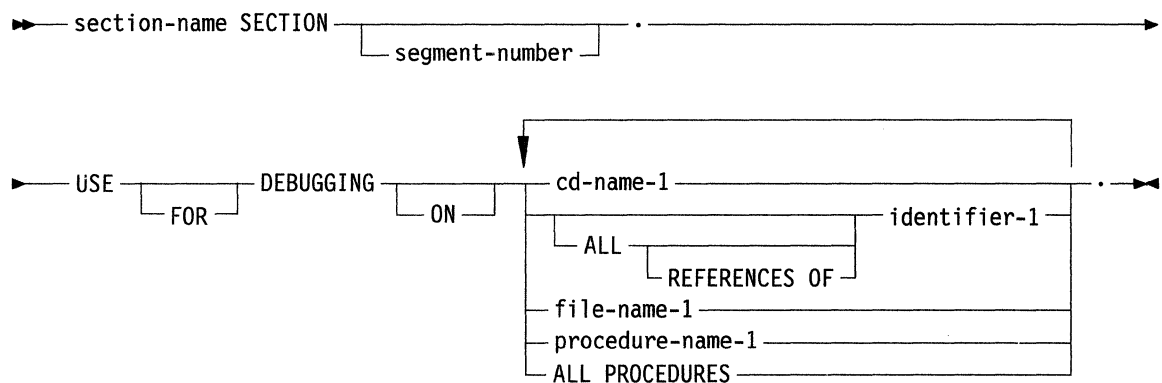 section-name SECTION .
segment-number
USE DEBUGGING cd-name-1 .
FOR ON identifier-1
ALL
REFERENCES OF
file-name-1
procedure-name-1
ALL PROCEDURES